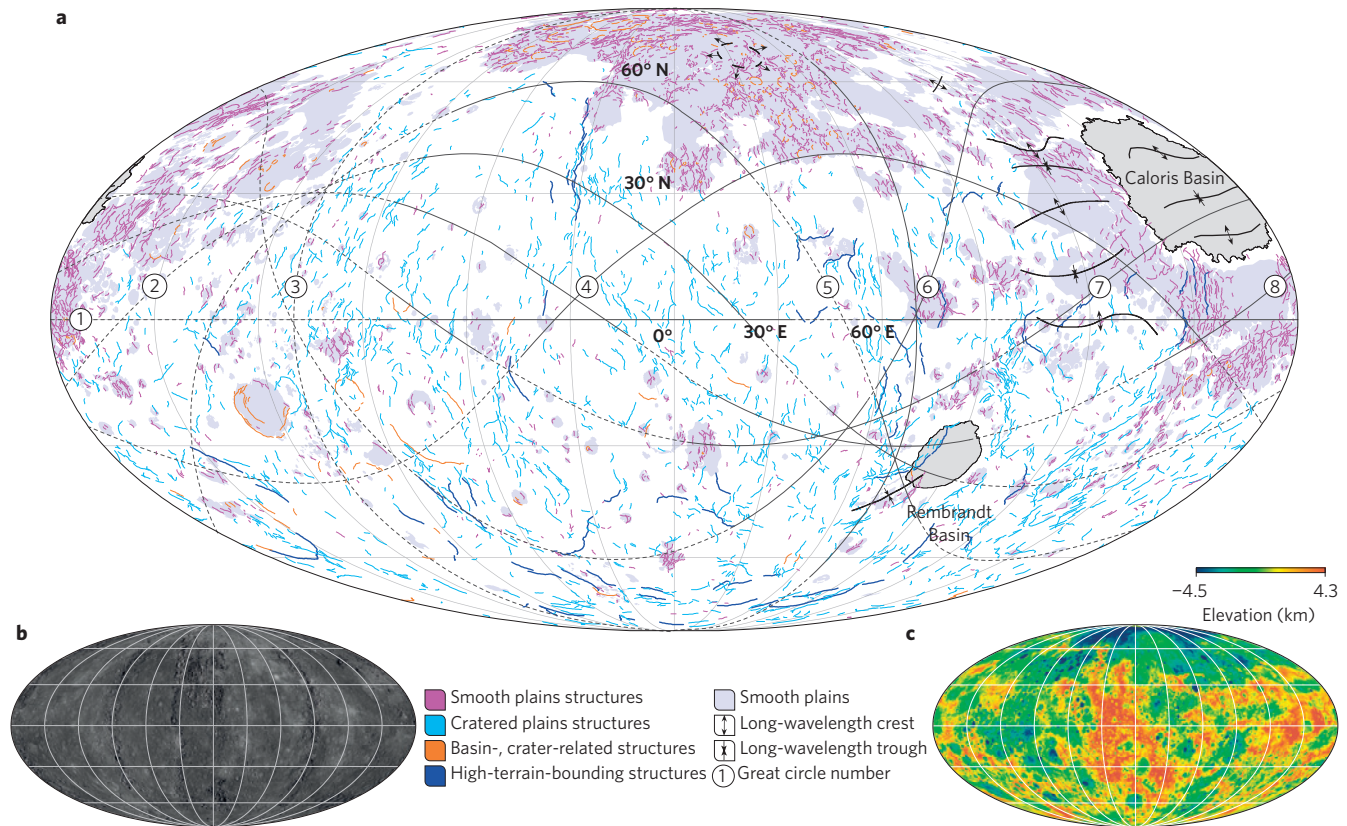 a
60° N
Caloris Basin
30° N
1
2
3
4
5
6
7
8
0°
30° E
60° E
Rembrandt
Basin
−4.5
4.3
Elevation (km)
b
c
Smooth plains structures
Cratered plains structures
Basin-, crater-related structures
High-terrain-bounding structures
Smooth plains
Long-wavelength crest
Long-wavelength trough
1 Great circle number